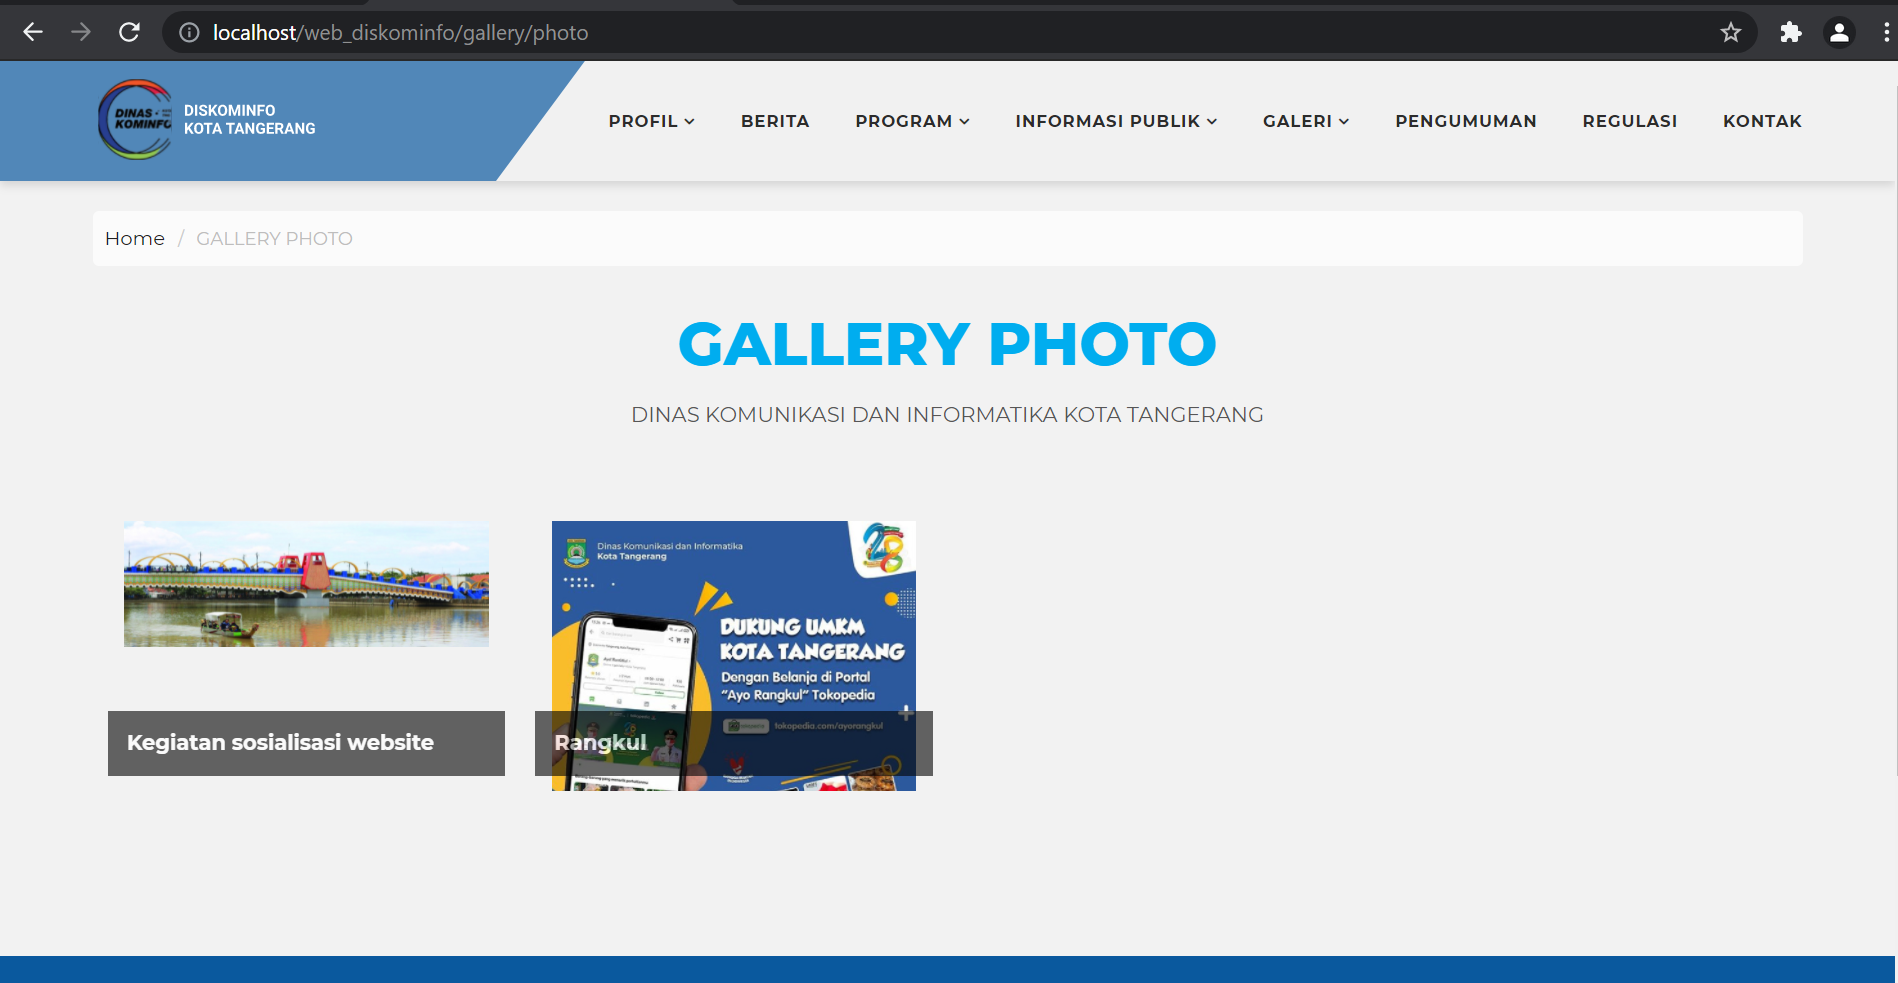 localhost/web_diskominfo/gallery/photo
DINAS
KOMINFO
DISKOMINFO
KOTA TANGERANG
PROFIL
BERITA
PROGRAM
INFORMASI PUBLIK
GALERI
PENGUMUMAN
REGULASI
KONTAK
Home / GALLERY PHOTO
GALLERY PHOTO
DINAS KOMUNIKASI DAN INFORMATIKA KOTA TANGERANG
Kegiatan sosialisasi website
Dinas Komunikasi dan Informatika
Kota Tangerang
28
DUKUNG UMKM
KOTA TANGERANG
Dengan Belanja di Portal
“Ayo Rangkul” Tokopedia
tokopedia.com/ayorangkul
Rangkul